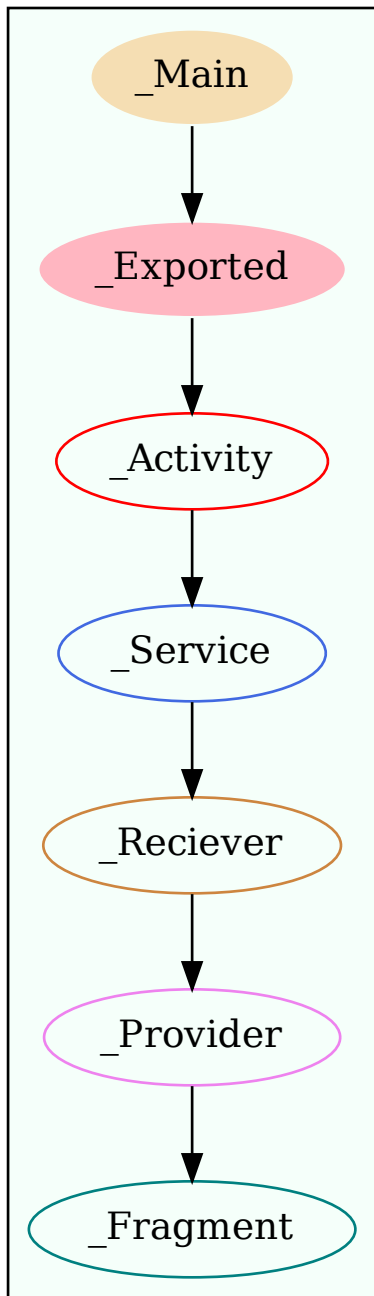 _Main
_Exported
_Activity
_Service
_Reciever
_Provider
_Fragment